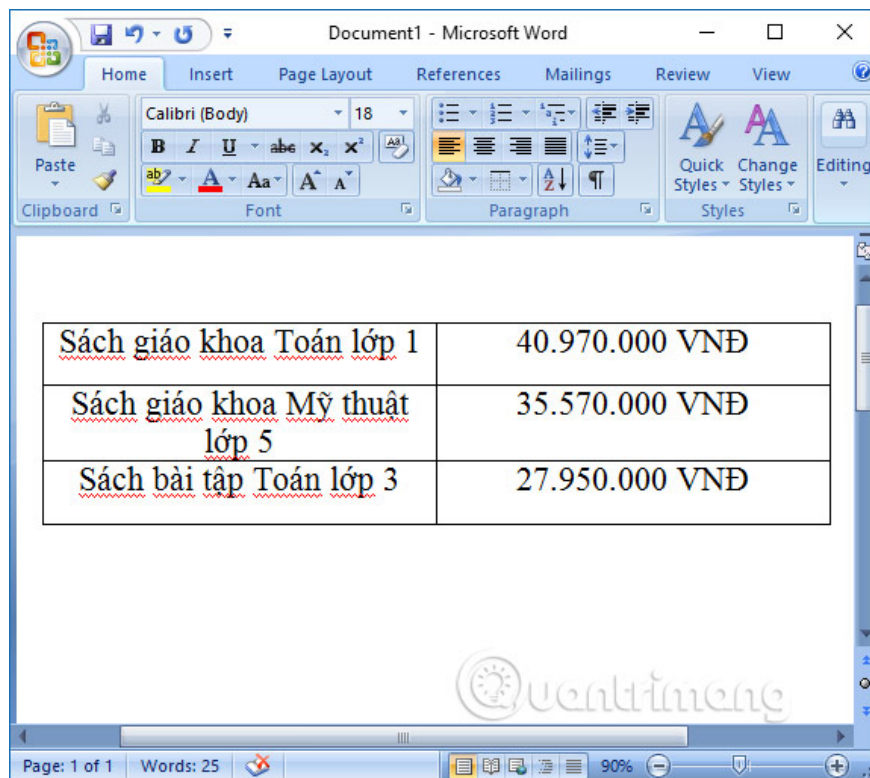 Document1 - Microsoft Word
Home Insert Page Layout References Mailings Review View
Calibri (Body) 18
B I U abc x₂ x² Aa
ab A Aa A A
A Z ¶
Paste Quick Styles Change Styles Editing
Clipboard Font Paragraph Styles
Sách giáo khoa Toán lớp 1 40.970.000 VNĐ
Sách giáo khoa Mỹ thuật 35.570.000 VNĐ
lớp 5
Sách bài tập Toán lớp 3 27.950.000 VNĐ
Quantrimang
Page: 1 of 1 Words: 25 90%